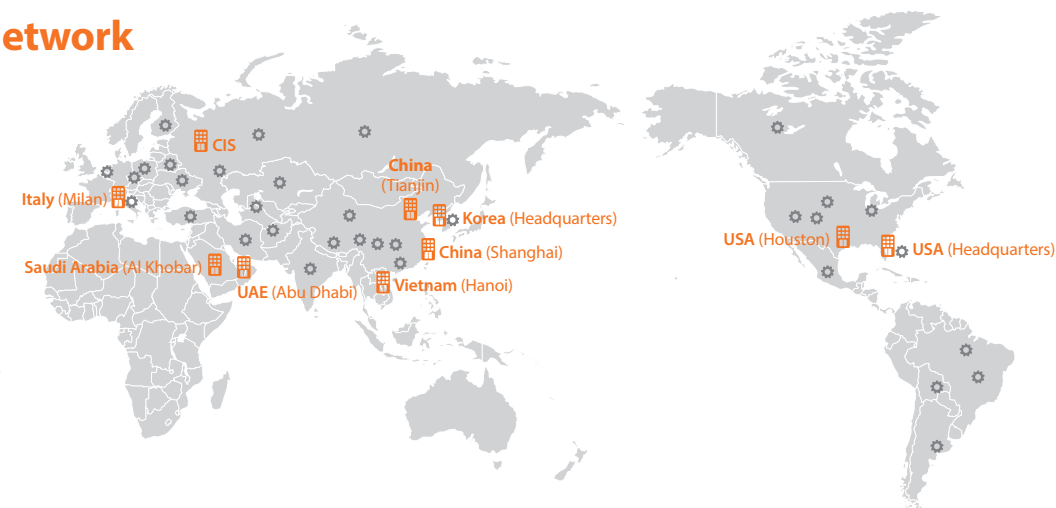 etwork
CIS
China
(Tianjin)
Italy (Milan)
Korea (Headquarters)
USA (Houston)
USA (Headquarters)
China (Shanghai)
Saudi Arabia (Al Khobar)
UAE (Abu Dhabi)
Vietnam (Hanoi)